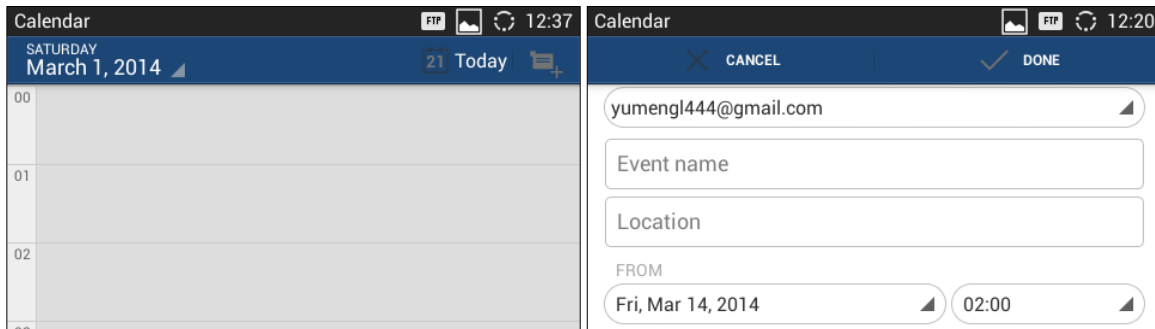 Calendar
FTP
12:37
SATURDAY
March 1, 2014
21 Today
00
01
02
Calendar
FTP
12:20
CANCEL
DONE
yumengl444@gmail.com
Event name
Location
FROM
Fri, Mar 14, 2014
02:00